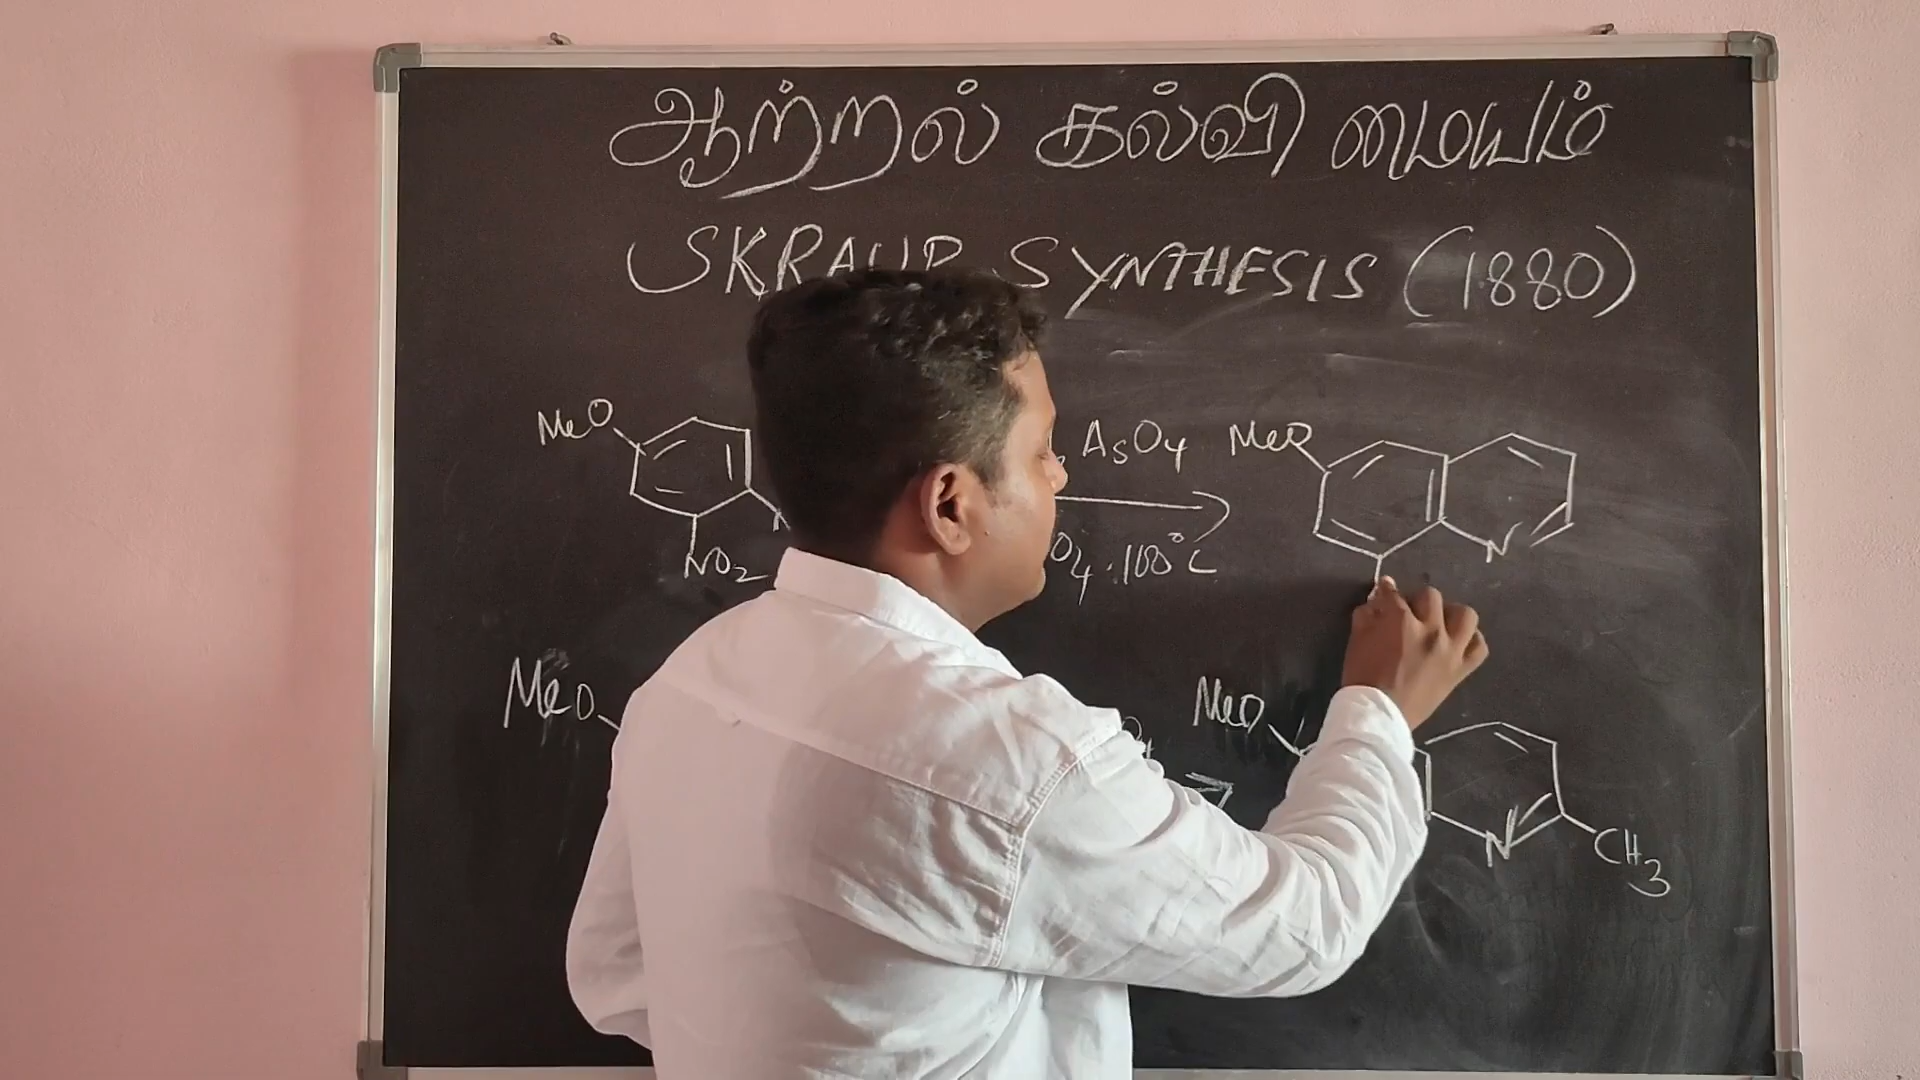 ஆற்றல் கல்வி மையம்
SKRAUP SYNTHESIS (1880)
MeO AsO4 MeO
NO2 O4 . 100°C N
MeO MeO
N CH3